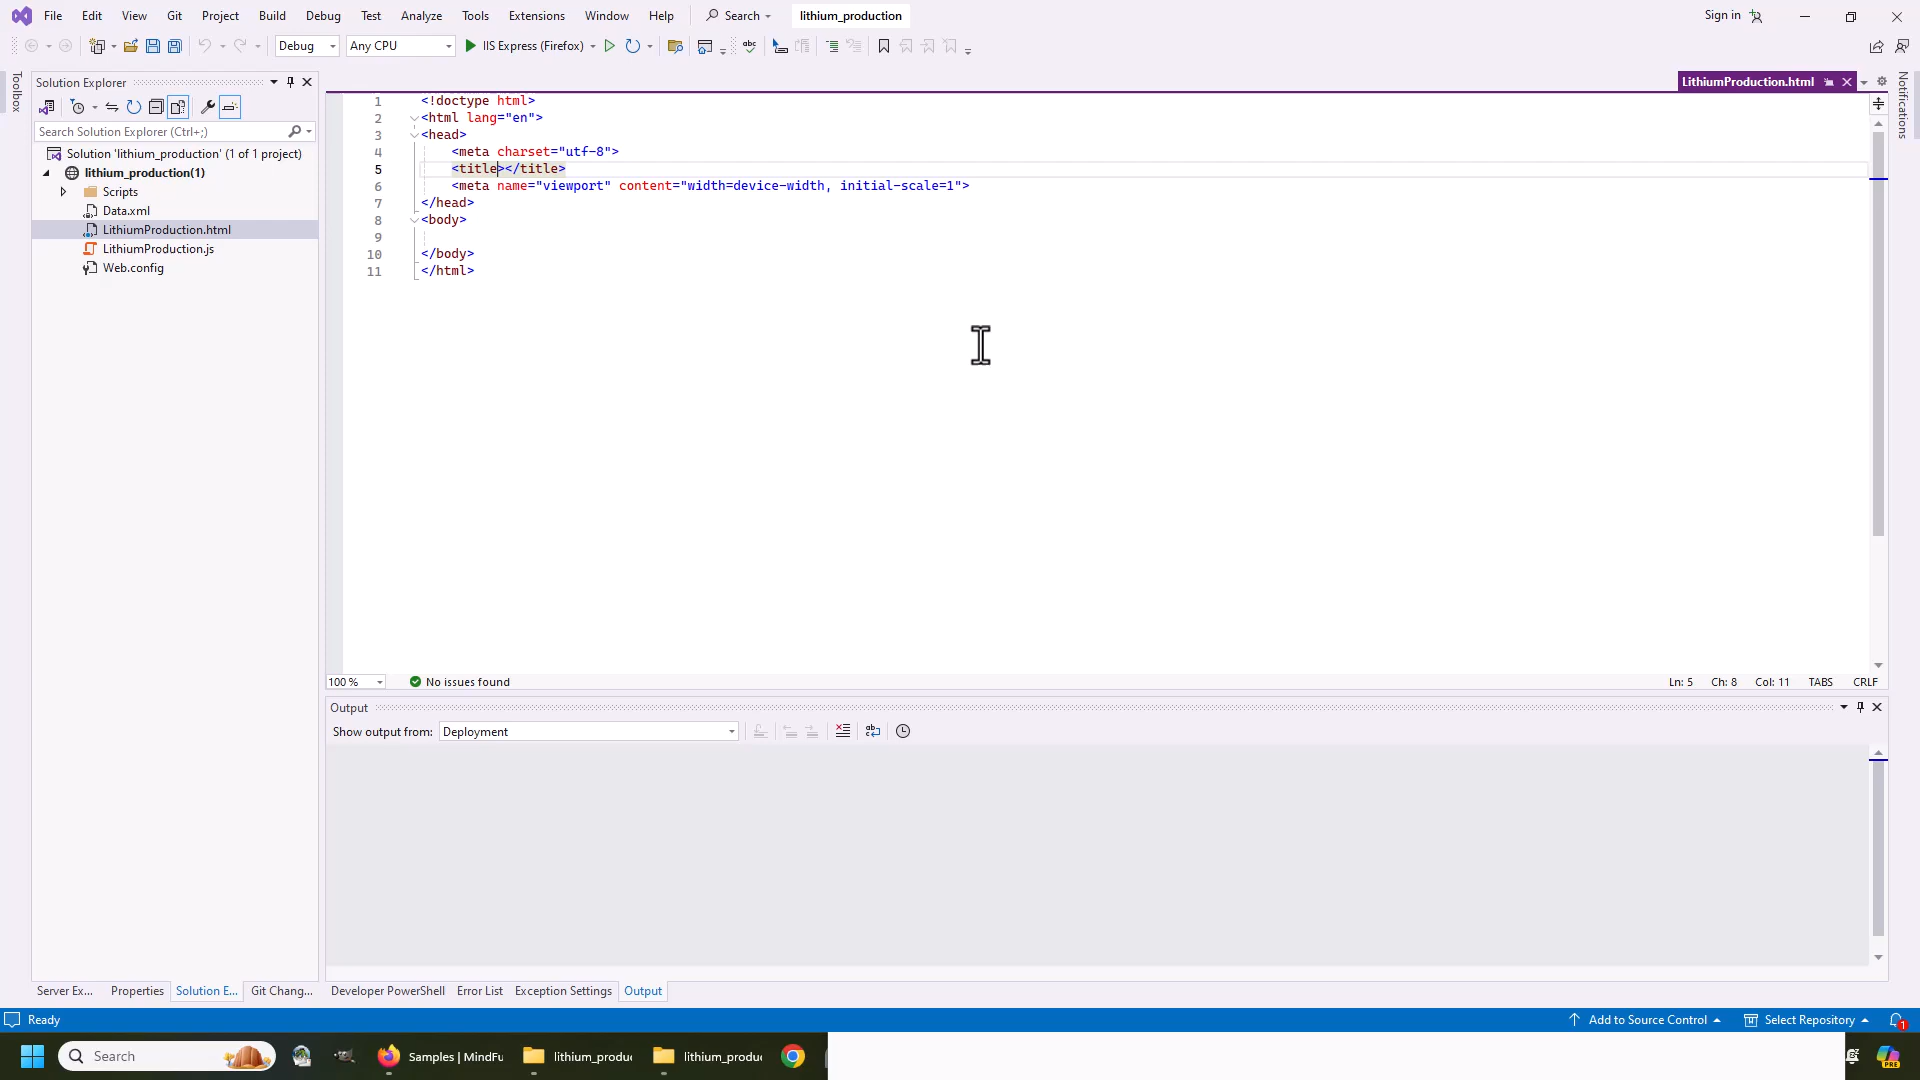 File Edit View Git Project Build Debug Test Analyze Tools Extensions Window Help Search lithium_production Sign in
Debug Any CPU IIS Express (Firefox)
Toolbox
Solution Explorer
Search Solution Explorer (Ctrl+;)
Solution 'lithium_production' (1 of 1 project)
lithium_production(1)
Scripts
Data.xml
LithiumProduction.html
LithiumProduction.js
Web.config
LithiumProduction.html
Notifications
1 <!doctype html>
2 <html lang="en">
3 <head>
4 <meta charset="utf-8">
5 <title></title>
6 <meta name="viewport" content="width=device-width, initial-scale=1">
7 </head>
8 <body>
9
10 </body>
11 </html>
100 % No issues found Ln: 5 Ch: 8 Col: 11 TABS CRLF
Output
Show output from: Deployment
Server Ex... Properties Solution E... Git Chang... Developer PowerShell Error List Exception Settings Output
Ready Add to Source Control Select Repository 1
Search Samples | MindFu lithium_produc lithium_produc PRE